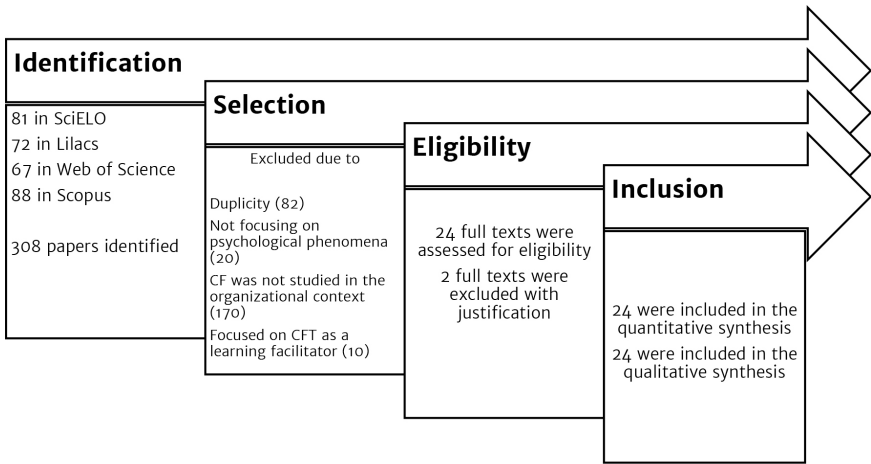 Identification
81 in SciELO
72 in Lilacs
67 in Web of Science
88 in Scopus
308 papers identified
Selection
Excluded due to
Duplicity (82)
Not focusing on
psychological phenomena
(20)
CF was not studied in the
organizational context
(170)
Focused on CFT as a
learning facilitator (10)
Eligibility
24 full texts were
assessed for eligibility
2 full texts were
excluded with
justification
Inclusion
24 were included in the
quantitative synthesis
24 were included in the
qualitative synthesis